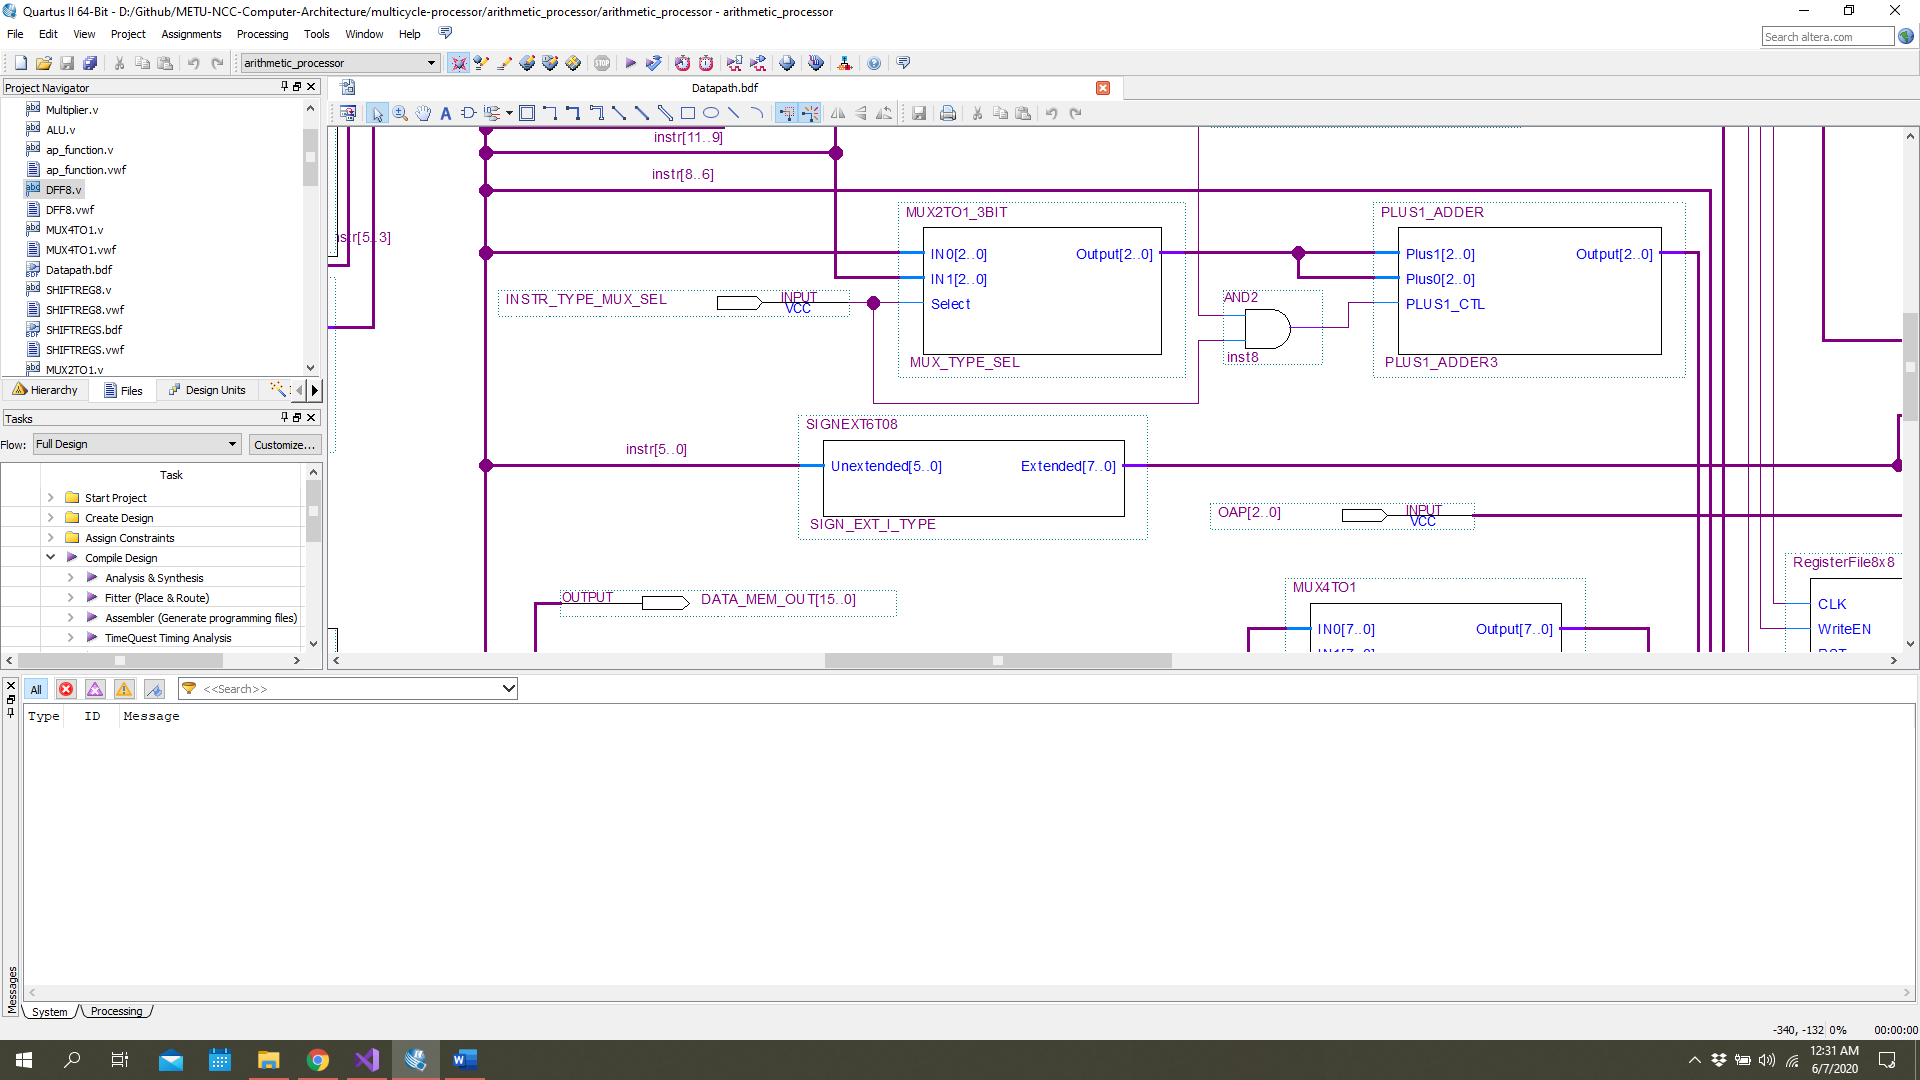 Quartus II 64-Bit - D:/Github/METU-NCC-Computer-Architecture/multicycle-processor/arithmetic_processor/arithmetic_processor - arithmetic_processor
File Edit View Project Assignments Processing Tools Window Help
Search altera.com
arithmetic_processor
Project Navigator
Multiplier.v
ALU.v
ap_function.v
ap_function.vwf
DFF8.v
DFF8.vwf
MUX4TO1.v
MUX4TO1.vwf
Datapath.bdf
SHIFTREG8.v
SHIFTREG8.vwf
SHIFTREGS.bdf
SHIFTREGS.vwf
MUX2TO1.v
Hierarchy Files Design Units
Tasks
Flow: Full Design Customize...
Task
Start Project
Create Design
Assign Constraints
Compile Design
Analysis & Synthesis
Fitter (Place & Route)
Assembler (Generate programming files)
TimeQuest Timing Analysis
Datapath.bdf
instr[11..9]
instr[8..6]
instr[5..3]
MUX2TO1_3BIT
IN0[2..0] Output[2..0]
IN1[2..0]
Select
MUX_TYPE_SEL
INSTR_TYPE_MUX_SEL INPUT
VCC
AND2
inst8
PLUS1_ADDER
Plus1[2..0] Output[2..0]
Plus0[2..0]
PLUS1_CTL
PLUS1_ADDER3
SIGNEXT6TO8
instr[5..0]
Unextended[5..0] Extended[7..0]
SIGN_EXT_I_TYPE
OAP[2..0] INPUT
VCC
OUTPUT DATA_MEM_OUT[15..0]
MUX4TO1
IN0[7..0] Output[7..0]
RegisterFile8x8
CLK
WriteEN
All <<Search>>
Type ID Message
Messages
System Processing
-340, -132 0% 00:00:00
12:31 AM
6/7/2020